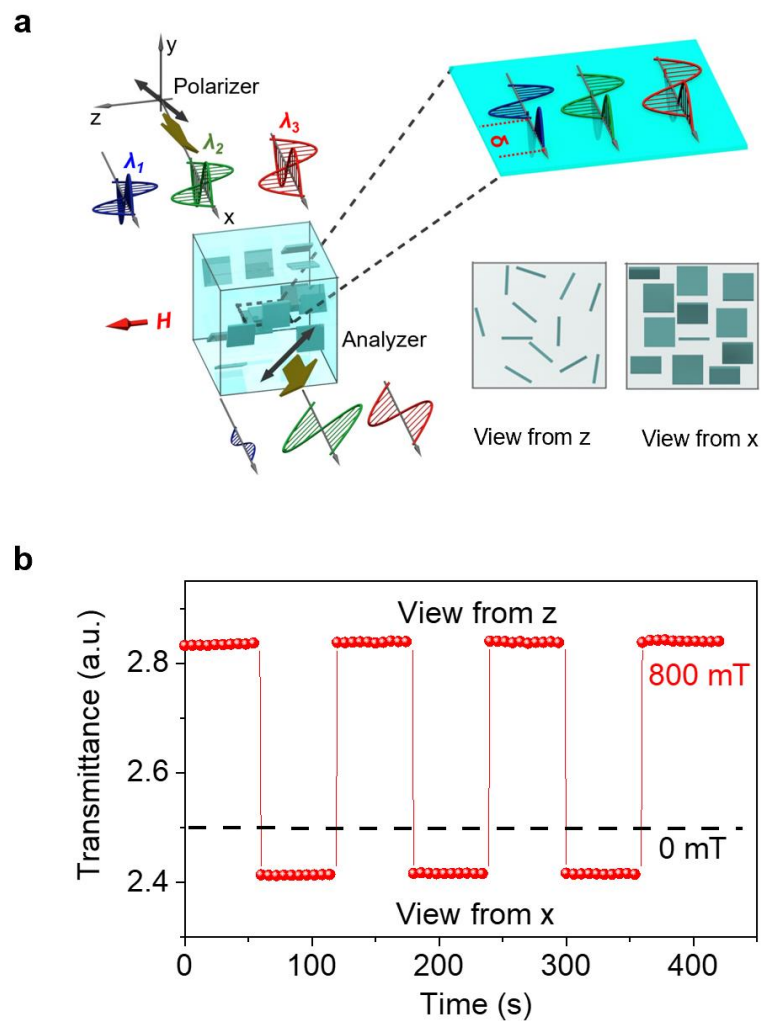 a
y
Polarizer
z
λ1
λ2
λ3
x
δ
H
Analyzer
View from z
View from x
b
View from z
2.8
800 mT
2.6
0 mT
2.4
View from x
Transmittance (a.u.)
0 100 200 300 400
Time (s)